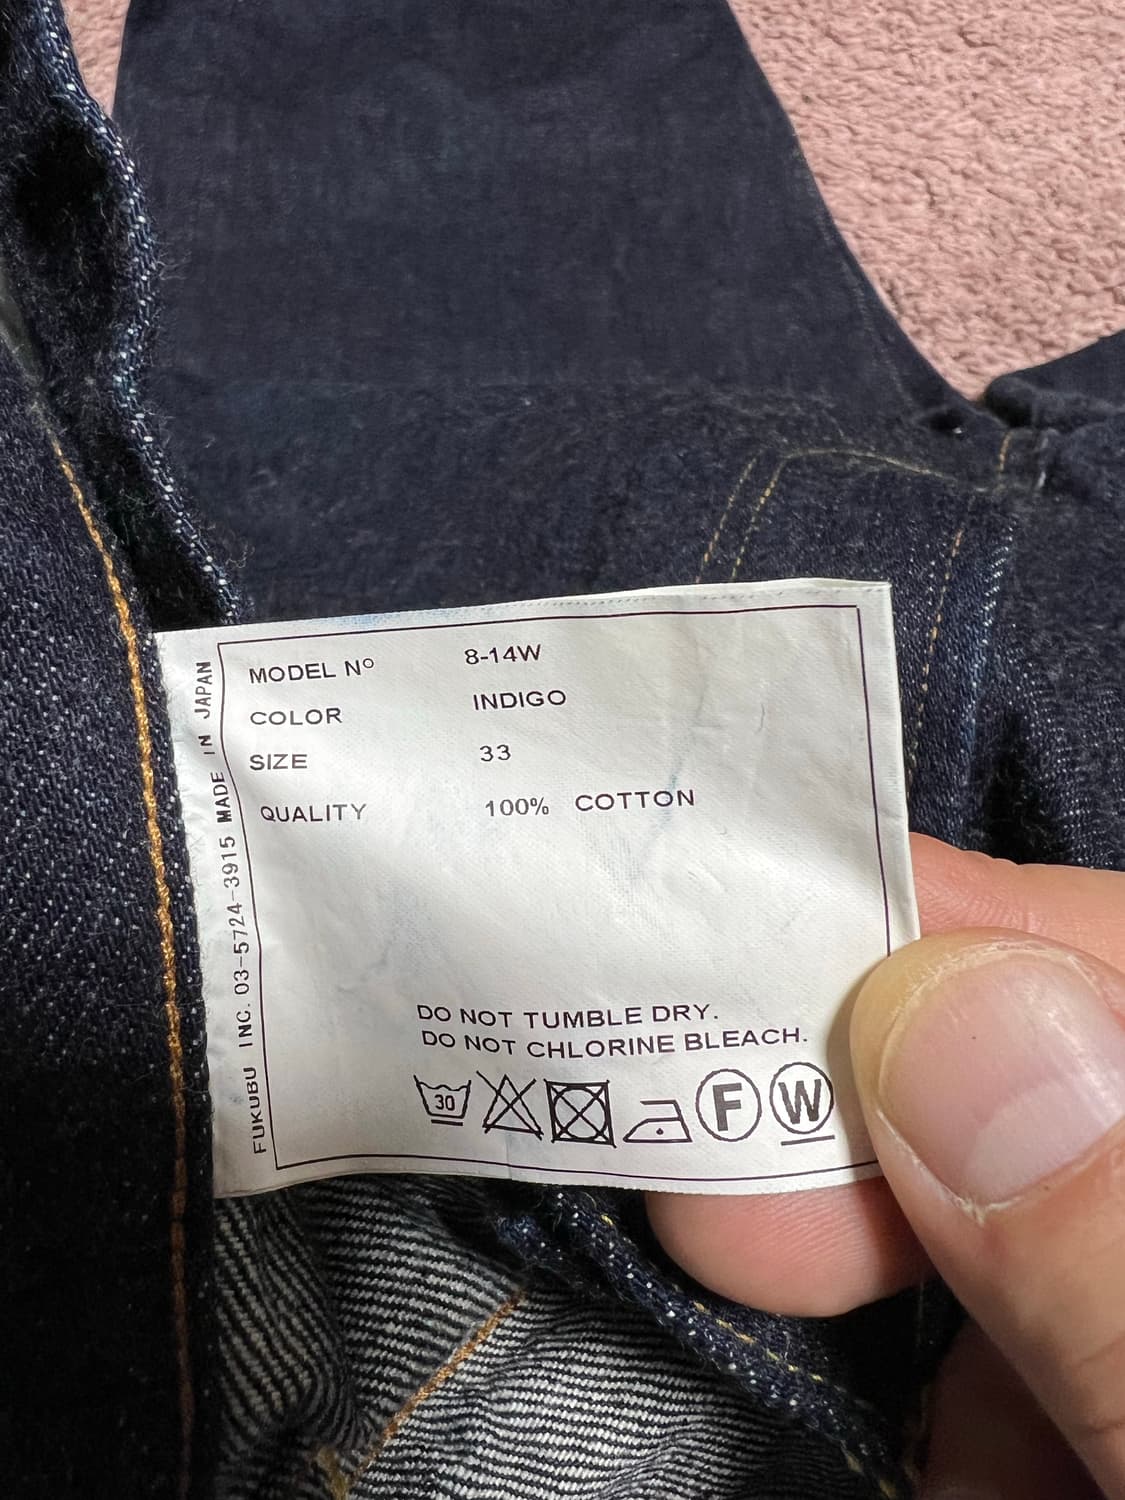 MODEL Nº 8-14W
COLOR INDIGO
SIZE 33
QUALITY 100% COTTON
DO NOT TUMBLE DRY.
DO NOT CHLORINE BLEACH.
30 F W
FUKUBU INC. 03-5724-3915 MADE IN JAPAN